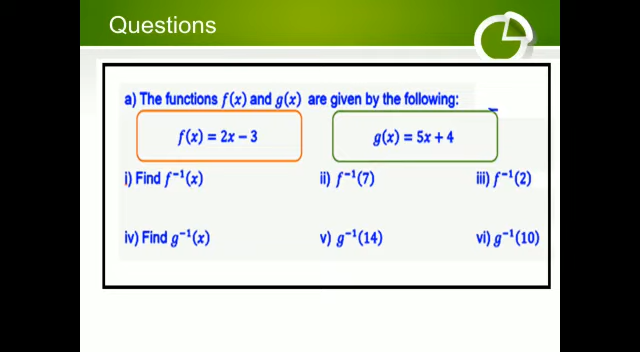 Questions
a) The functions f(x) and g(x) are given by the following:
f(x) = 2x − 3 g(x) = 5x + 4
i) Find f⁻¹(x) ii) f⁻¹(7) iii) f⁻¹(2)
iv) Find g⁻¹(x) v) g⁻¹(14) vi) g⁻¹(10)